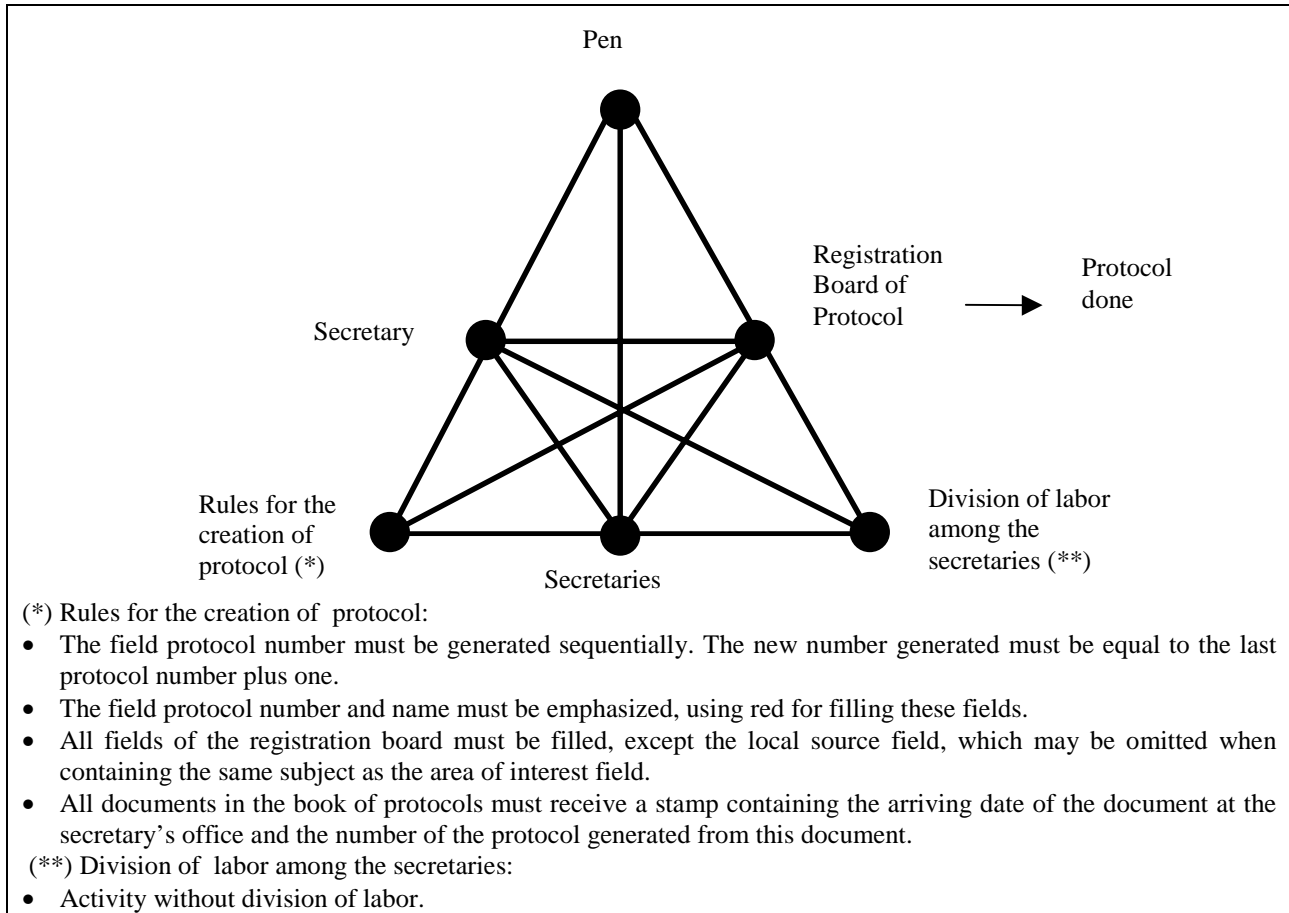 Pen
Registration
Board of
Protocol
Protocol
done
Secretary
Rules for the
creation of
protocol (*)
Secretaries
Division of labor
among the
secretaries (**)
(*) Rules for the creation of protocol:
• The field protocol number must be generated sequentially. The new number generated must be equal to the last
protocol number plus one.
• The field protocol number and name must be emphasized, using red for filling these fields.
• All fields of the registration board must be filled, except the local source field, which may be omitted when
containing the same subject as the area of interest field.
• All documents in the book of protocols must receive a stamp containing the arriving date of the document at the
secretary's office and the number of the protocol generated from this document.
(**) Division of labor among the secretaries:
• Activity without division of labor.